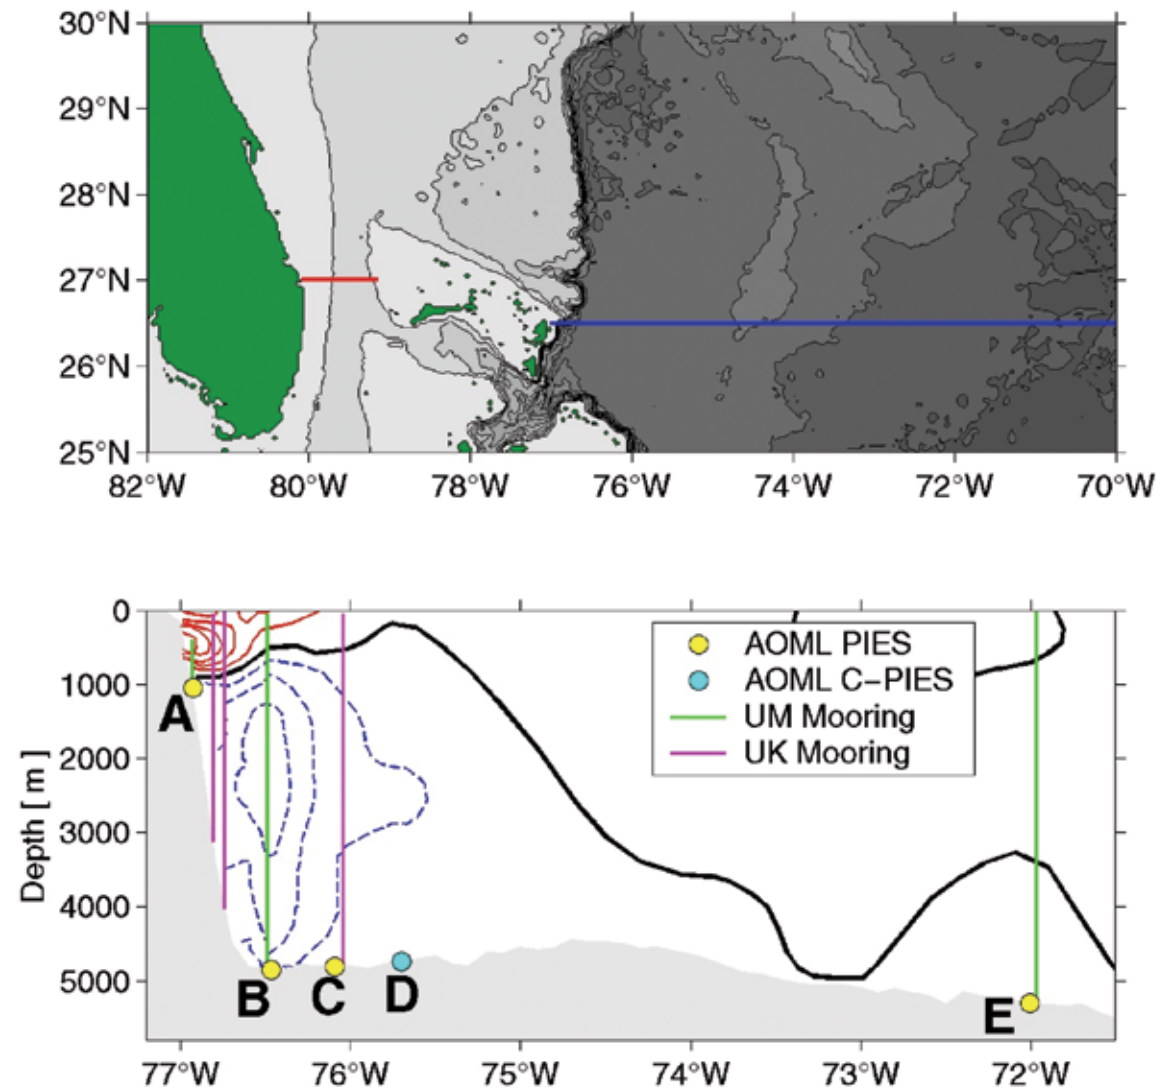 30°N
29°N
28°N
27°N
26°N
25°N
82°W 80°W 78°W 76°W 74°W 72°W 70°W
0
1000
2000
3000
4000
5000
Depth [ m ]
AOML PIES
AOML C-PIES
UM Mooring
UK Mooring
A
B C D E
77°W 76°W 75°W 74°W 73°W 72°W